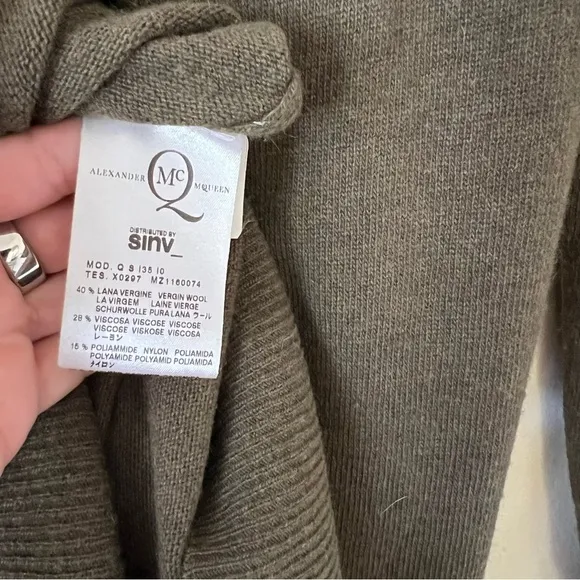 ALEXANDER McQ MCQUEEN
DISTRIBUTED BY
sinv_
MOD. Q S 135 10
TES. X0297 MZ1160074
40 % LANA VERGINE VERGIN WOOL
LA VIRGEM LAINE VIERGE
SCHURWOLLE PURA LANA ウール
28 % VISCOSA VISCOSE VISCOSE
VISCOSE VISKOSE VISCOSA
レーヨン
15 % POLIAMMIDE NYLON POLIAMIDA
POLYAMIDE POLYAMID POLIAMIDA
ナイロン